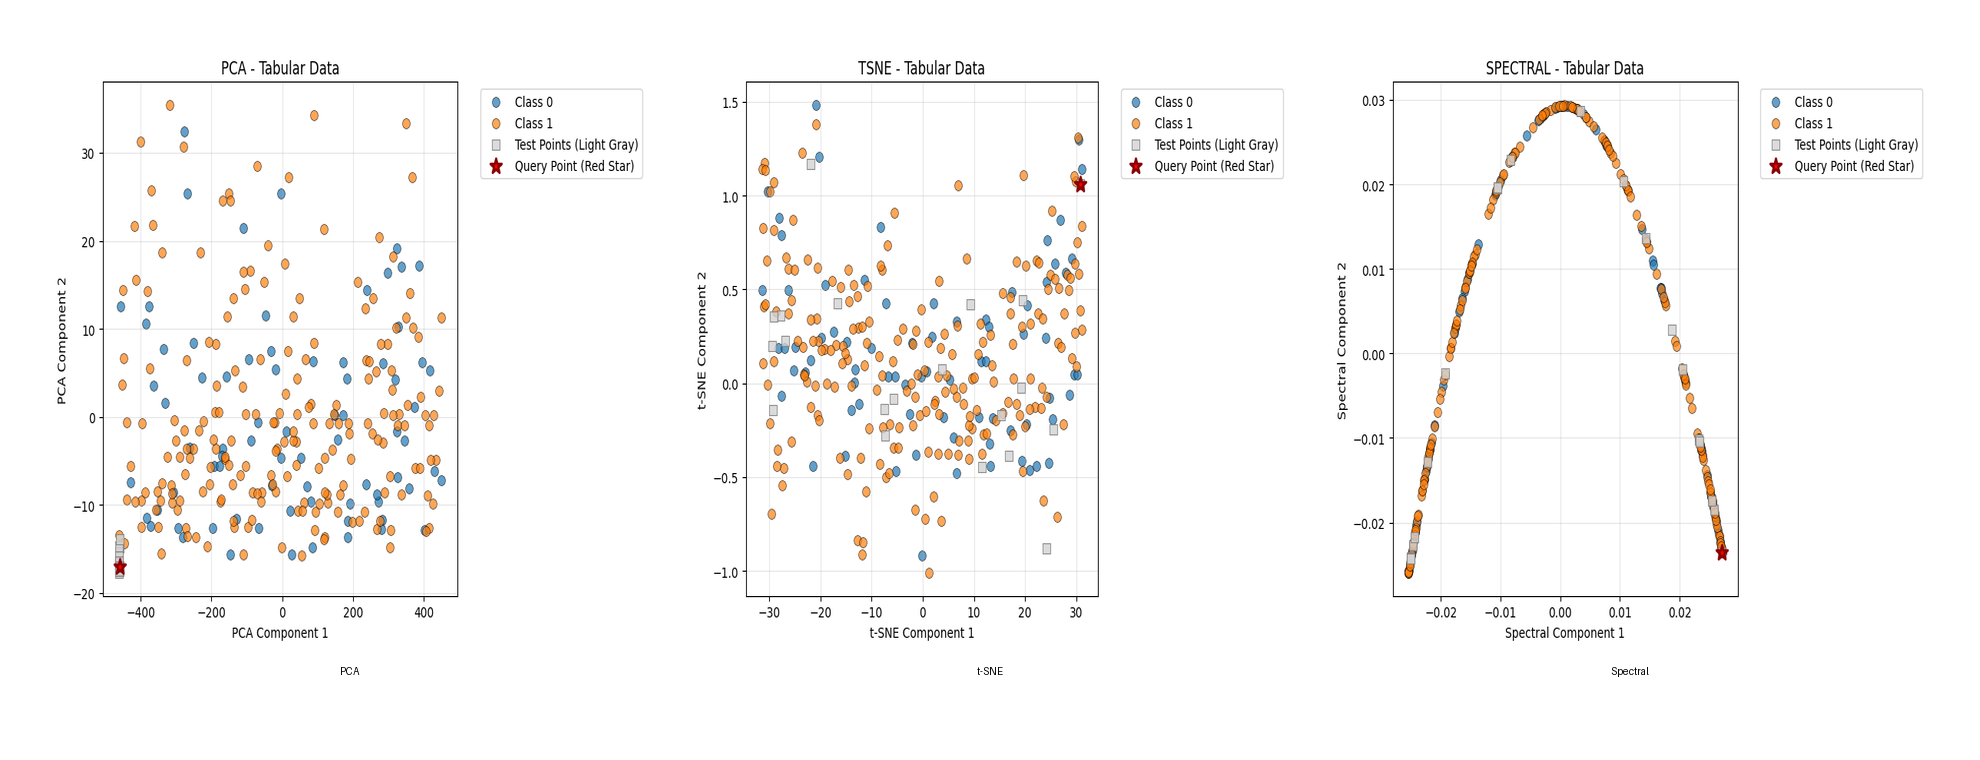 PCA - Tabular Data
PCA Component 2
30
20
10
0
−10
−20
−400
−200
0
200
400
PCA Component 1
Class 0
Class 1
Test Points (Light Gray)
Query Point (Red Star)
PCA
TSNE - Tabular Data
t-SNE Component 2
1.5
1.0
0.5
0.0
−0.5
−1.0
−30
−20
−10
0
10
20
30
t-SNE Component 1
Class 0
Class 1
Test Points (Light Gray)
Query Point (Red Star)
t-SNE
SPECTRAL - Tabular Data
Spectral Component 2
0.03
0.02
0.01
0.00
−0.01
−0.02
−0.02
−0.01
0.00
0.01
0.02
Spectral Component 1
Class 0
Class 1
Test Points (Light Gray)
Query Point (Red Star)
Spectral